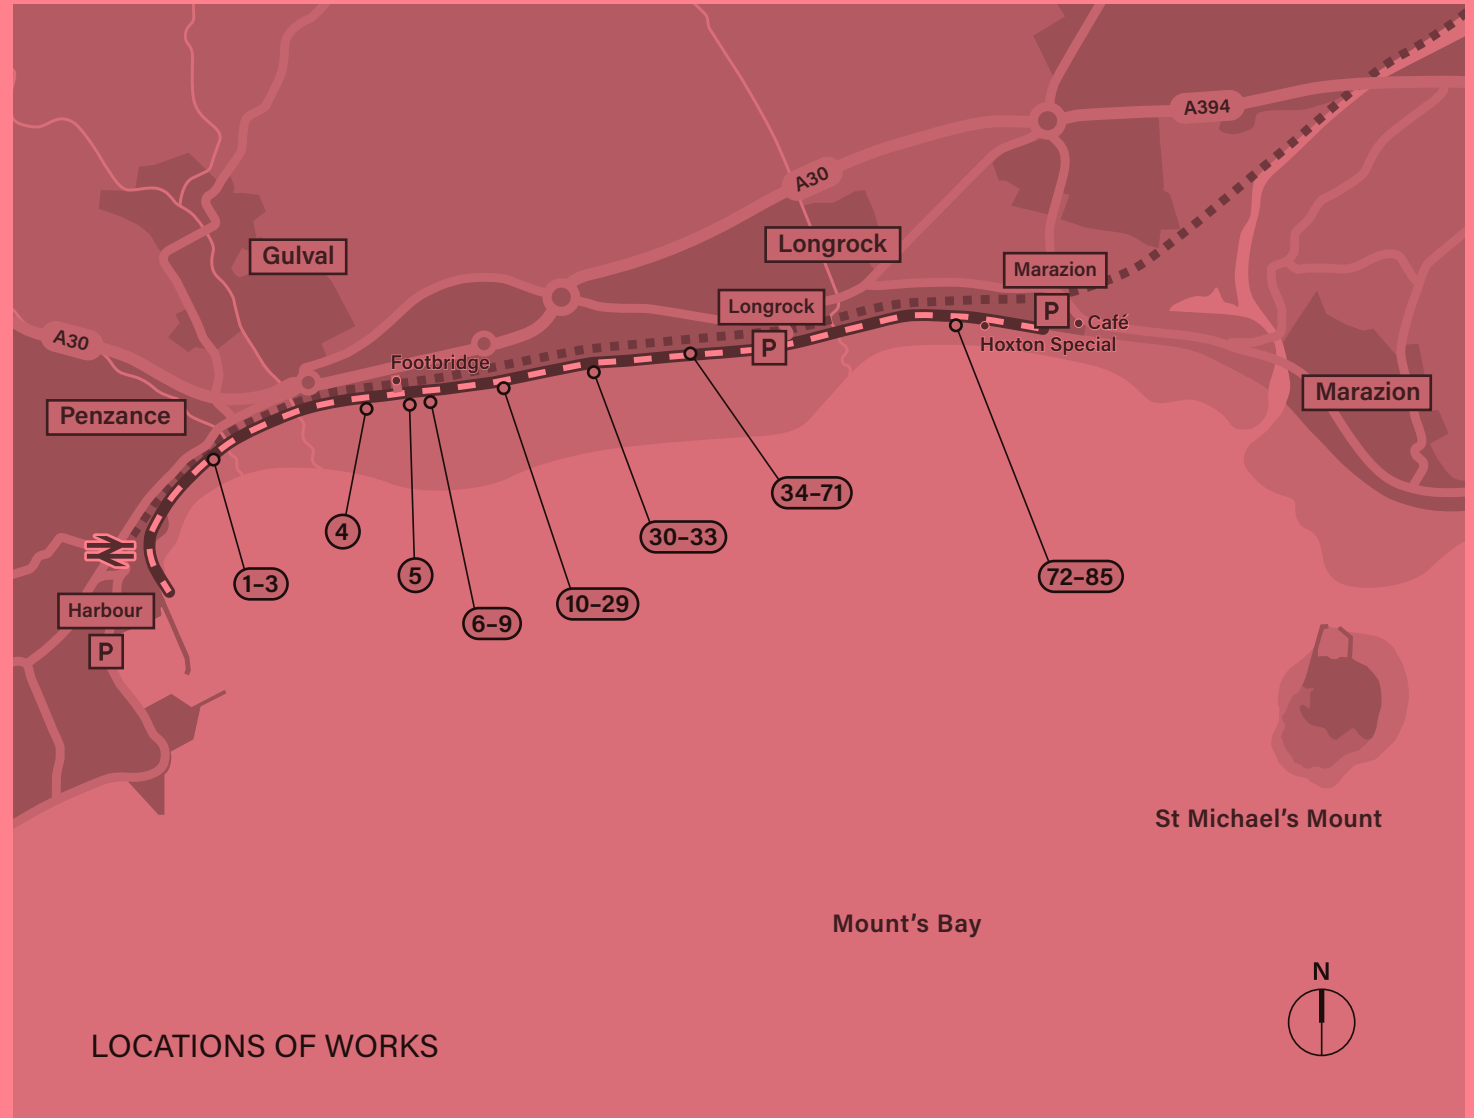 A394
A30
Gulval
Longrock
Marazion
Longrock
P
Café
Hoxton Special
A30
Footbridge
P
Penzance
Marazion
34–71
4
30–33
5
1–3
72–85
10–29
6–9
Harbour
P
St Michael’s Mount
Mount’s Bay
N
LOCATIONS OF WORKS